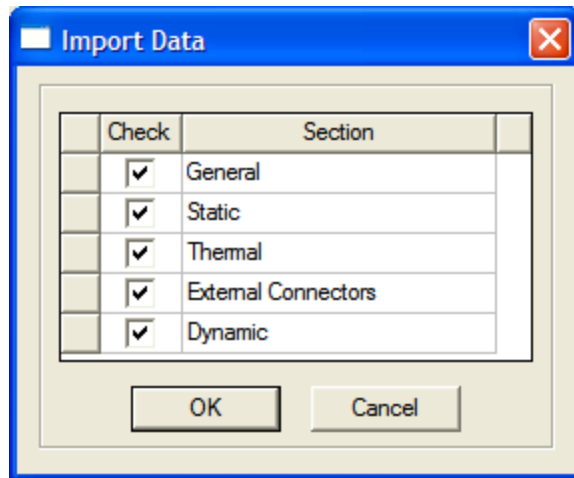 Import Data
Check Section
General
Static
Thermal
External Connectors
Dynamic
OK Cancel